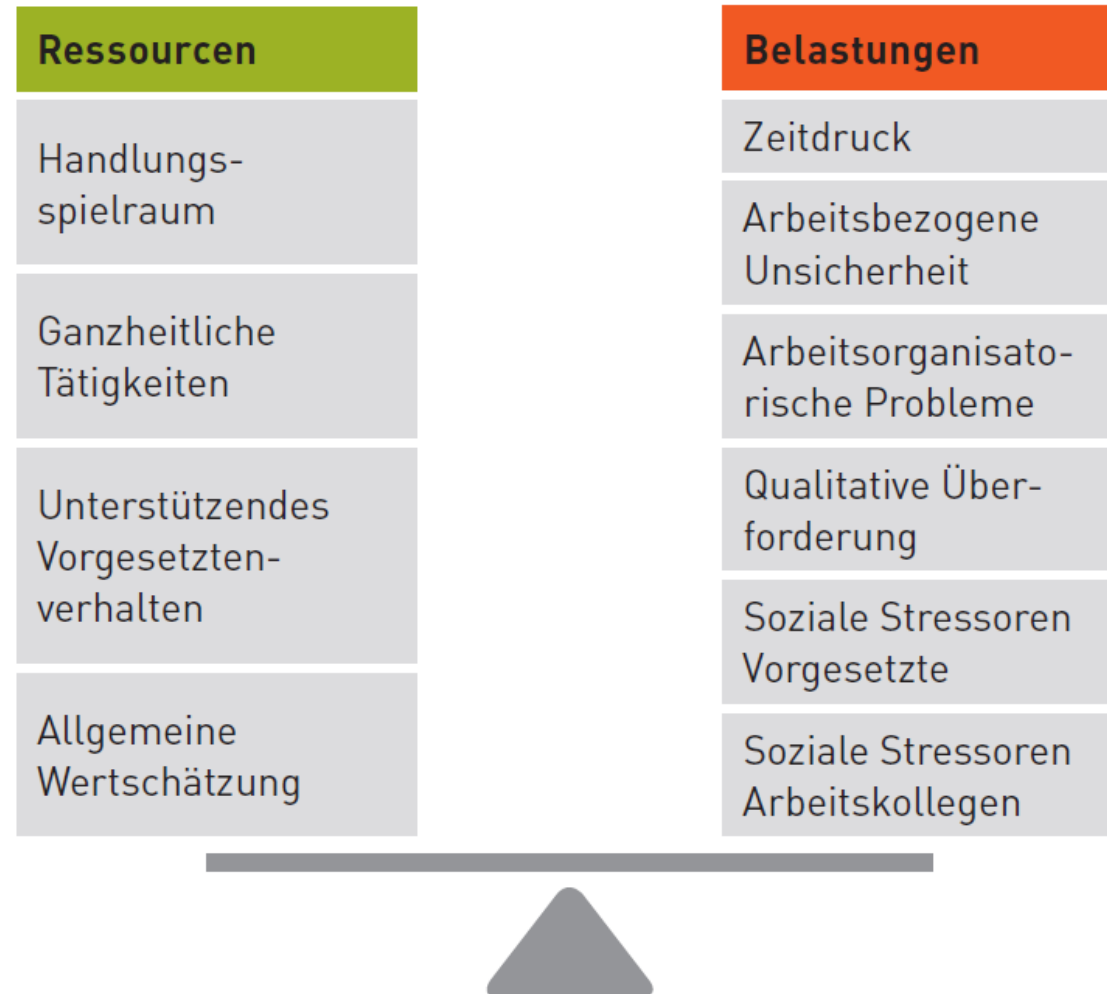 Ressourcen
Handlungs-
spielraum
Ganzheitliche
Tätigkeiten
Unterstützendes
Vorgesetzten-
verhalten
Allgemeine
Wertschätzung
Belastungen
Zeitdruck
Arbeitsbezogene
Unsicherheit
Arbeitsorganisato-
rische Probleme
Qualitative Über-
forderung
Soziale Stressoren
Vorgesetzte
Soziale Stressoren
Arbeitskollegen